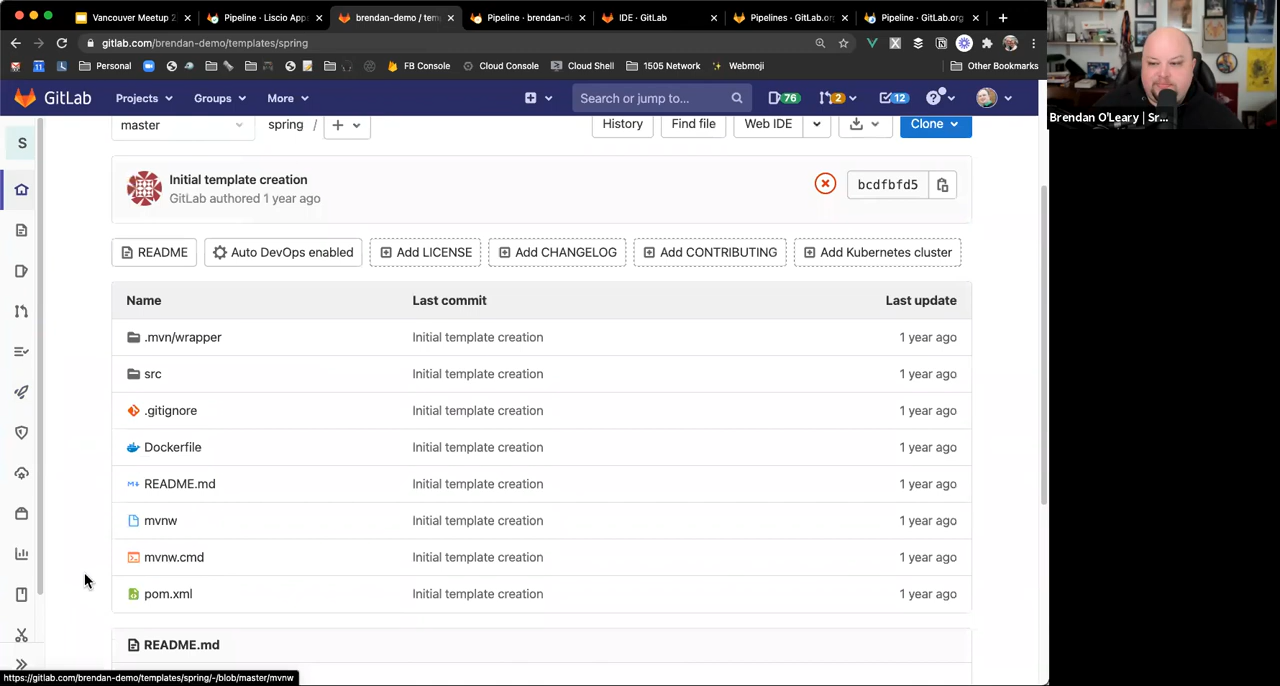 Vancouver Meetup 2
Pipeline · Liscio App
brendan-demo / tem
Pipeline · brendan-d
IDE · GitLab
Pipelines · GitLab.or
Pipeline · GitLab.org
gitlab.com/brendan-demo/templates/spring
Personal
FB Console
Cloud Console
Cloud Shell
1505 Network
Webmoji
Other Bookmarks
GitLab
Projects
Groups
More
Search or jump to...
76
2
12
Brendan O'Leary | Sr...
S
master
spring /
History
Find file
Web IDE
Clone
Initial template creation
GitLab authored 1 year ago
bcdfbfd5
README
Auto DevOps enabled
Add LICENSE
Add CHANGELOG
Add CONTRIBUTING
Add Kubernetes cluster
Name Last commit Last update
.mvn/wrapper Initial template creation 1 year ago
src Initial template creation 1 year ago
.gitignore Initial template creation 1 year ago
Dockerfile Initial template creation 1 year ago
README.md Initial template creation 1 year ago
mvnw Initial template creation 1 year ago
mvnw.cmd Initial template creation 1 year ago
pom.xml Initial template creation 1 year ago
README.md
https://gitlab.com/brendan-demo/templates/spring/-/blob/master/mvnw